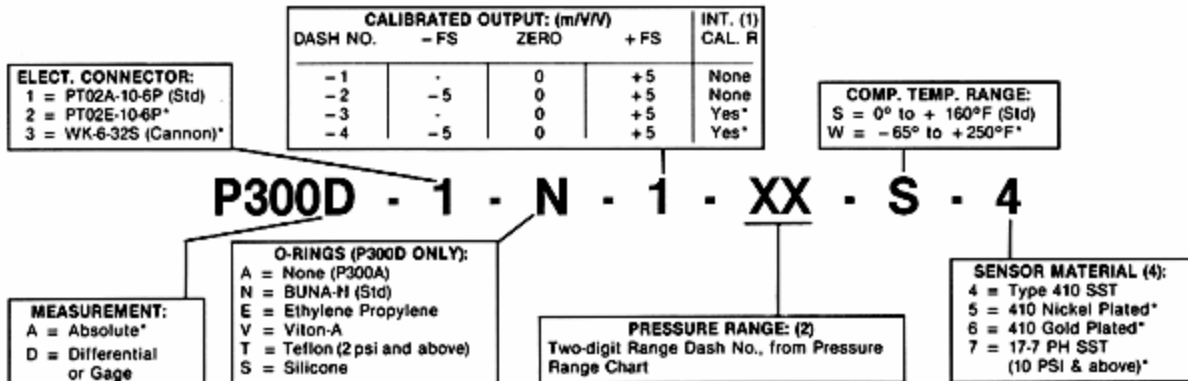 CALIBRATED OUTPUT: (m/V/V) INT. (1)
DASH NO. – FS ZERO + FS CAL. R
– 1 - 0 + 5 None
– 2 – 5 0 + 5 None
– 3 - 0 + 5 Yes*
– 4 – 5 0 + 5 Yes*
ELECT. CONNECTOR:
1 = PT02A-10-6P (Std)
2 = PT02E-10-6P*
3 = WK-6-32S (Cannon)*
COMP. TEMP. RANGE:
S = 0° to + 160°F (Std)
W = – 65° to + 250°F*
P300D - 1 - N - 1 - XX - S - 4
MEASUREMENT:
A = Absolute*
D = Differential
or Gage
O-RINGS (P300D ONLY):
A = None (P300A)
N = BUNA-N (Std)
E = Ethylene Propylene
V = Viton-A
T = Teflon (2 psi and above)
S = Silicone
PRESSURE RANGE: (2)
Two-digit Range Dash No., from Pressure
Range Chart
SENSOR MATERIAL (4):
4 = Type 410 SST
5 = 410 Nickel Plated*
6 = 410 Gold Plated*
7 = 17-7 PH SST
(10 PSI & above)*